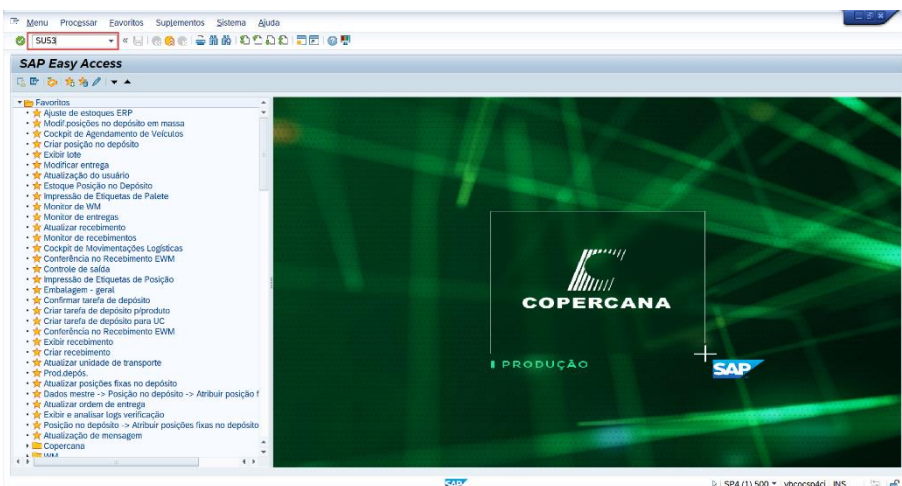 Menu Processar Favoritos Suplementos Sistema Ajuda
SU53
SAP Easy Access
Favoritos
Ajuste de estoques ERP
Modif.posições no depósito em massa
Cockpit de Agendamento de Veículos
Criar posição no depósito
Exibir lote
Modificar entrega
Atualização do usuário
Estoque Posição no Depósito
Impressão de Etiquetas de Palete
Monitor de WM
Monitor de entregas
Atualizar recebimento
Monitor de recebimentos
Cockpit de Movimentações Logísticas
Conferência no Recebimento EWM
Controle de saída
Impressão de Etiquetas de Posição
Embalagem - geral
Confirmar tarefa de depósito
Criar tarefa de depósito p/produto
Criar tarefa de depósito para UC
Conferência no Recebimento EWM
Exibir recebimento
Criar recebimento
Atualizar unidade de transporte
Prod.depós.
Atualizar posições fixas no depósito
Dados mestre -> Posição no depósito -> Atribuir posição f
Atualizar ordem de entrega
Exibir e analisar logs verificação
Posição no depósito -> Atribuir posições fixas no depósito
Atualização de mensagem
Copercana
WM
COPERCANA
PRODUÇÃO
SAP
SAP
SP4 (1) 500 vhcocsp4ci INS